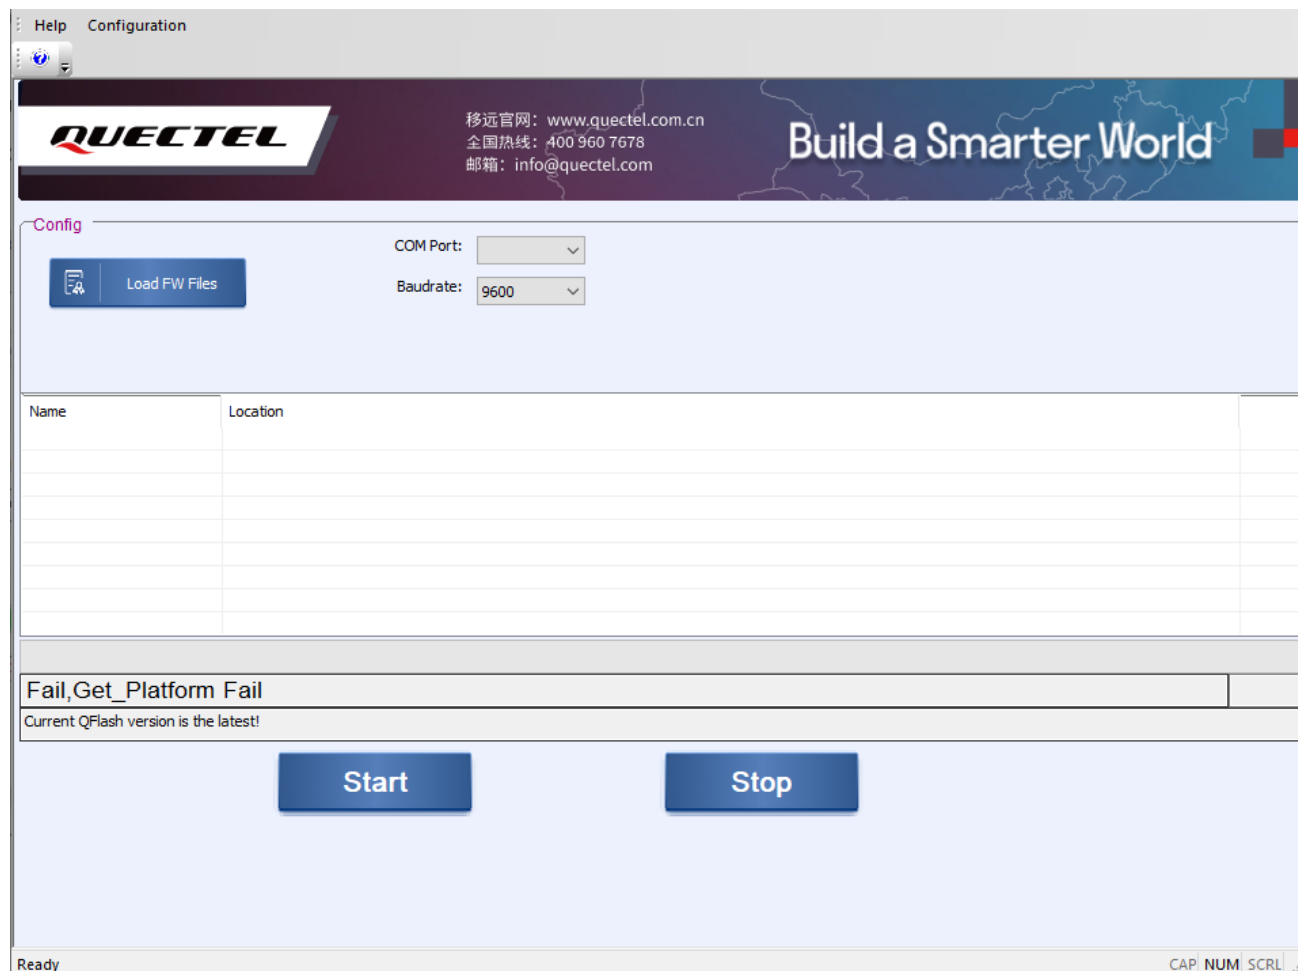 Help Configuration
QUECTEL
移远官网：www.quectel.com.cn
全国热线：400 960 7678
邮箱：info@quectel.com
Build a Smarter World
Config
Load FW Files
COM Port:
Baudrate: 9600
Name Location
Fail,Get_Platform Fail
Current QFlash version is the latest!
Start Stop
Ready CAP NUM SCRL